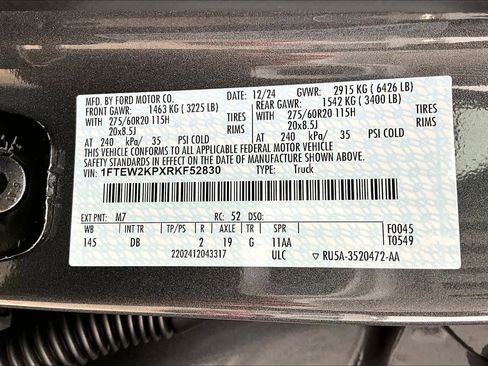 MFD. BY FORD MOTOR CO. 12/24 GVWR: 2915 KG ( 6426 LB)
FRONT GAWR: 1463 KG ( 3225 LB) REAR GAWR: 1542 KG ( 3400 LB)
WITH 275/60R20 115H WITH 275/60R20 115H
20x8.5J 20x8.5J
AT 240 kPa/ 35 PSI COLD AT 240 kPa/ 35 PSI COLD
THIS VEHICLE CONFORMS TO ALL APPLICABLE FEDERAL MOTOR
VEHICLE SAFETY STANDARDS IN EFFECT ON THE DATE OF MANUFACTURE SHOWN ABOVE.
VIN: 1FTEW2KPXRKF52830 TYPE: Truck
EXT PNT: M7 RC: 52 DSO:
WB INT TR TP/PS R AXLE TR SPR F0045
145 DB 2 19 G 11AA T0549
2202412043317 ULC RU5A-3520472-AA